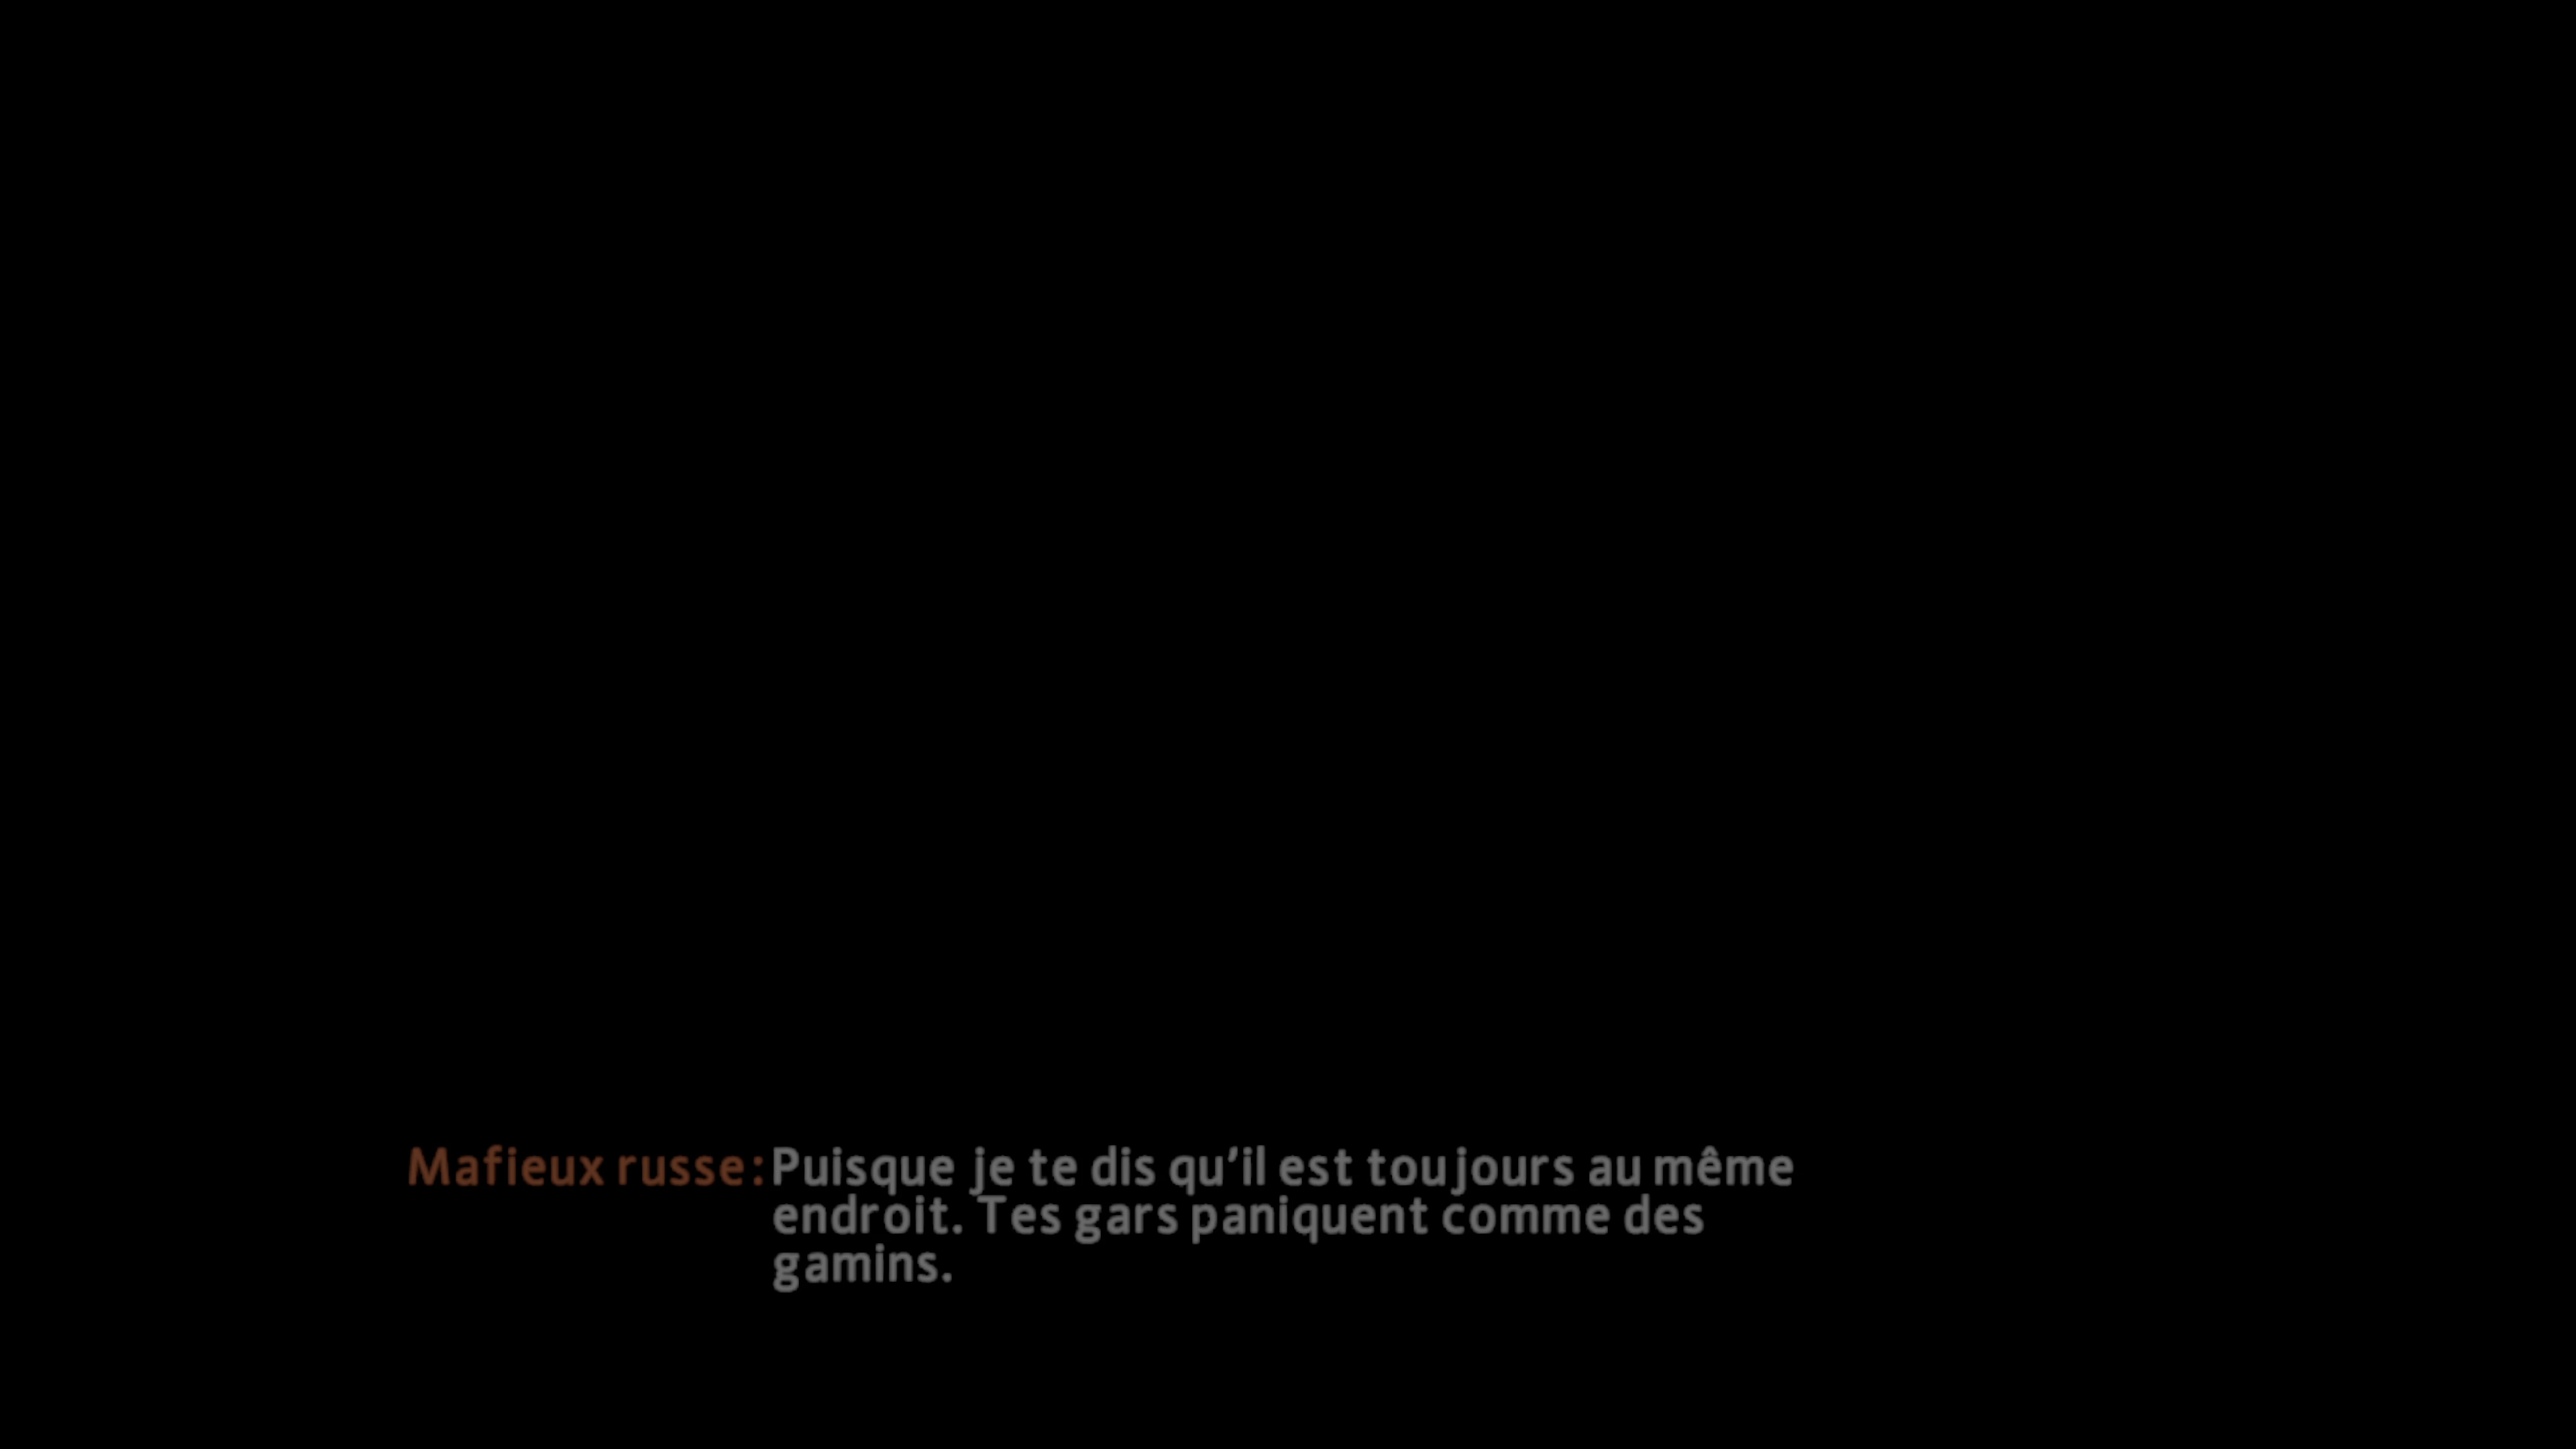 Mafieux russe: Puisque je te dis qu’il est toujours au même
endroit. Tes gars paniquent comme des
gamins.